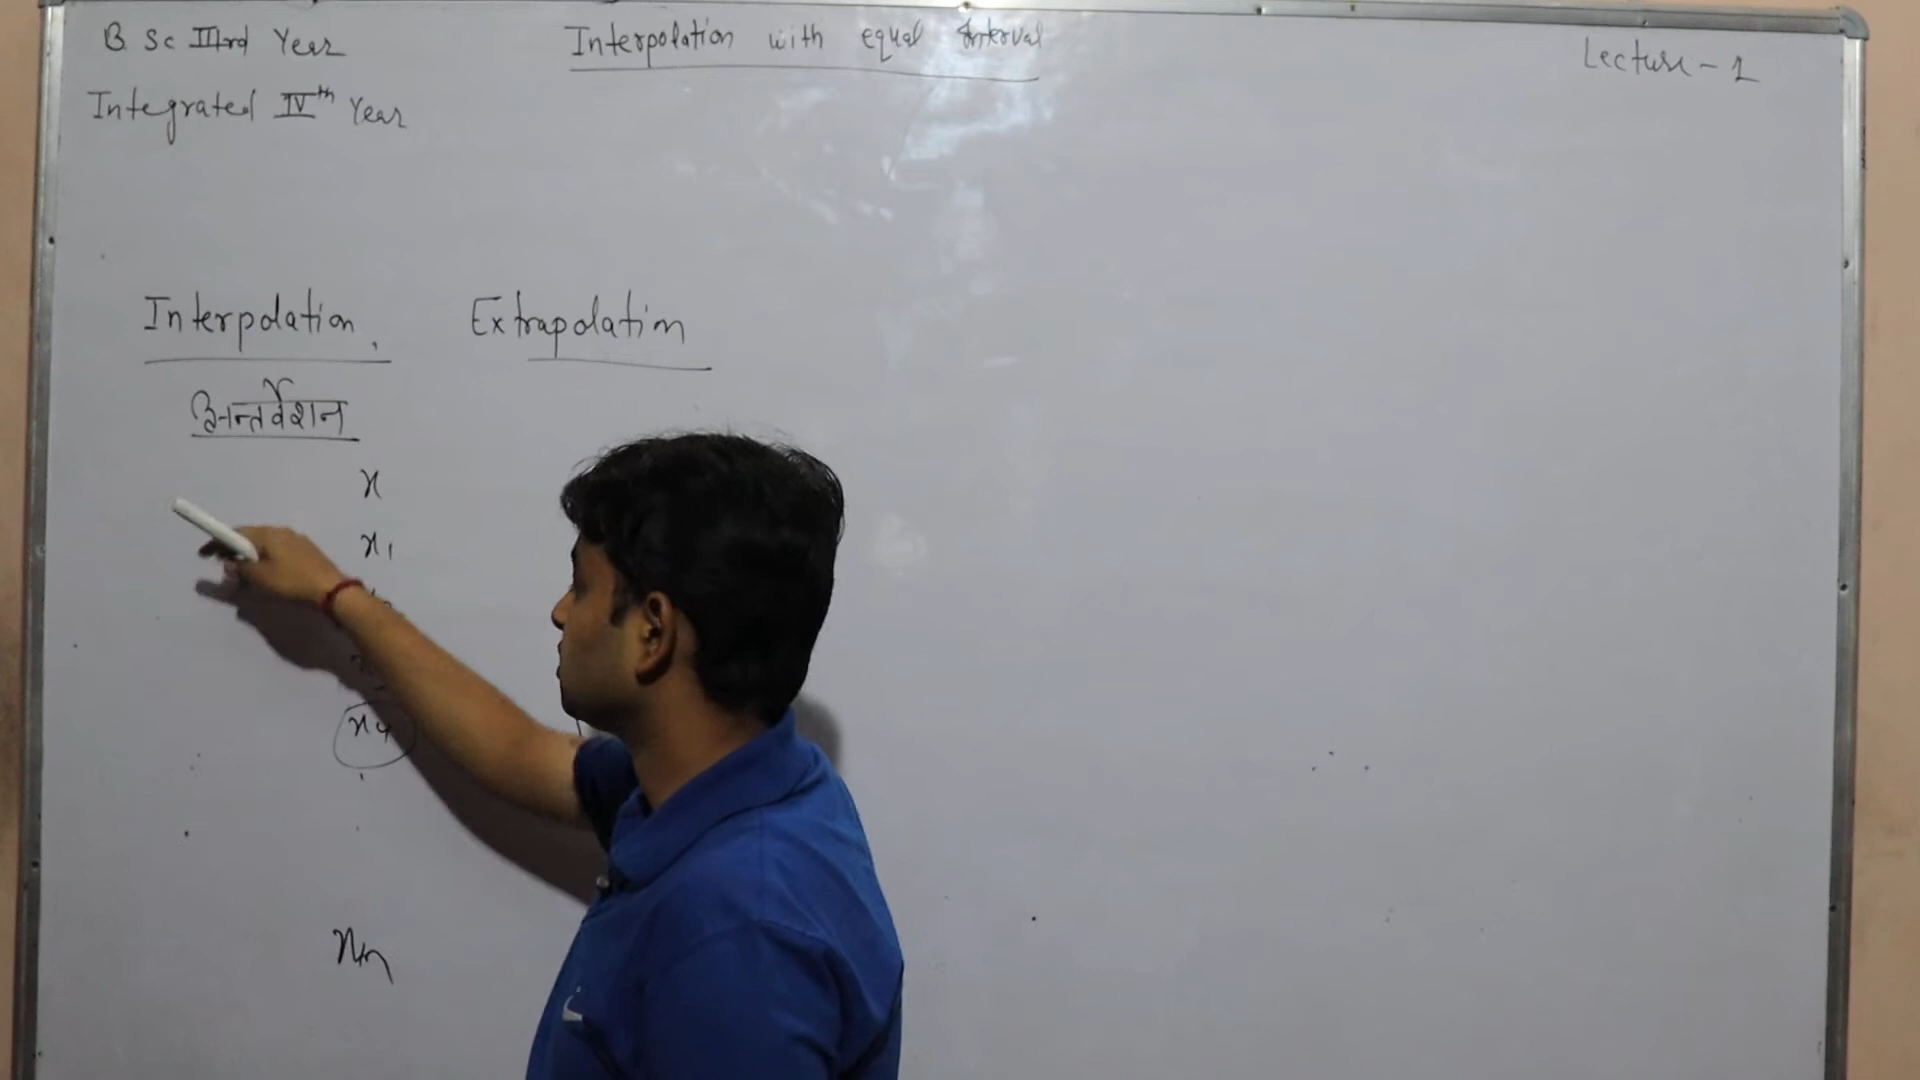 B Sc IIIrd Year
Interpolation with equal Interval
Lecture - 1
Integrated IVth Year
Interpolation, Extrapolation
अन्तर्वेशन
x
x1
x4
xn